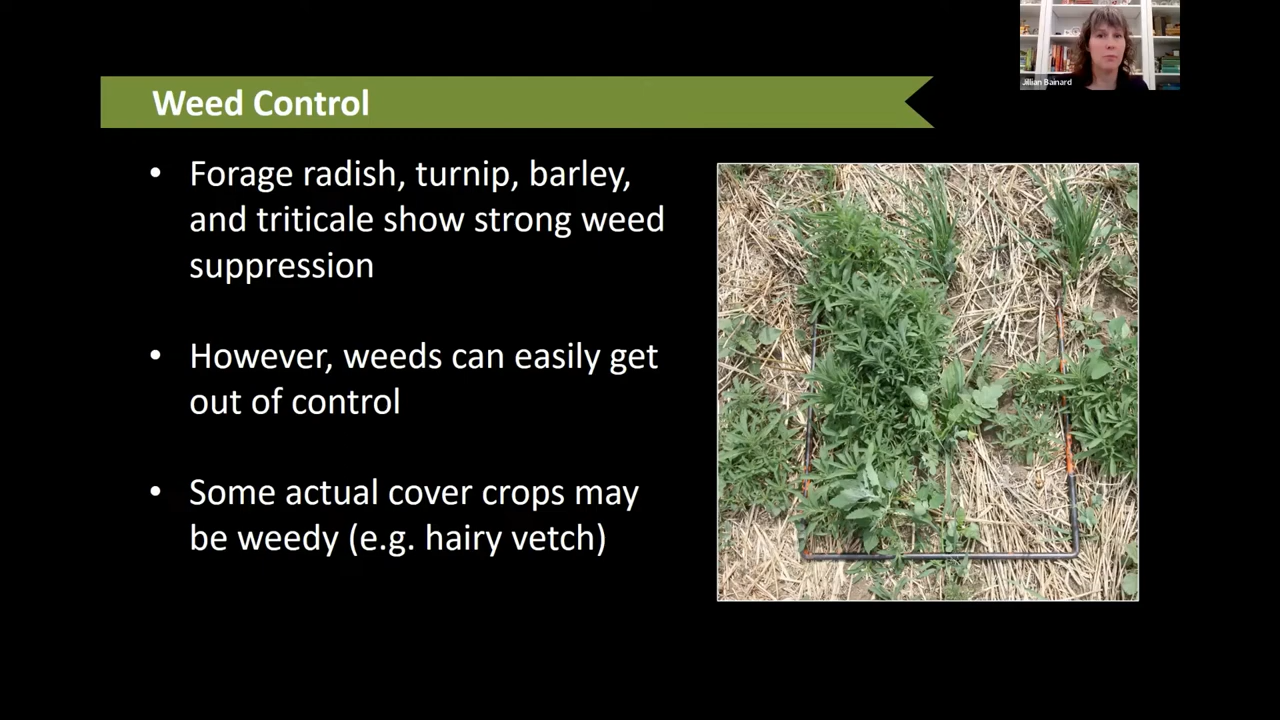 Jillian Bainard
Weed Control
• Forage radish, turnip, barley,
and triticale show strong weed
suppression
• However, weeds can easily get
out of control
• Some actual cover crops may
be weedy (e.g. hairy vetch)